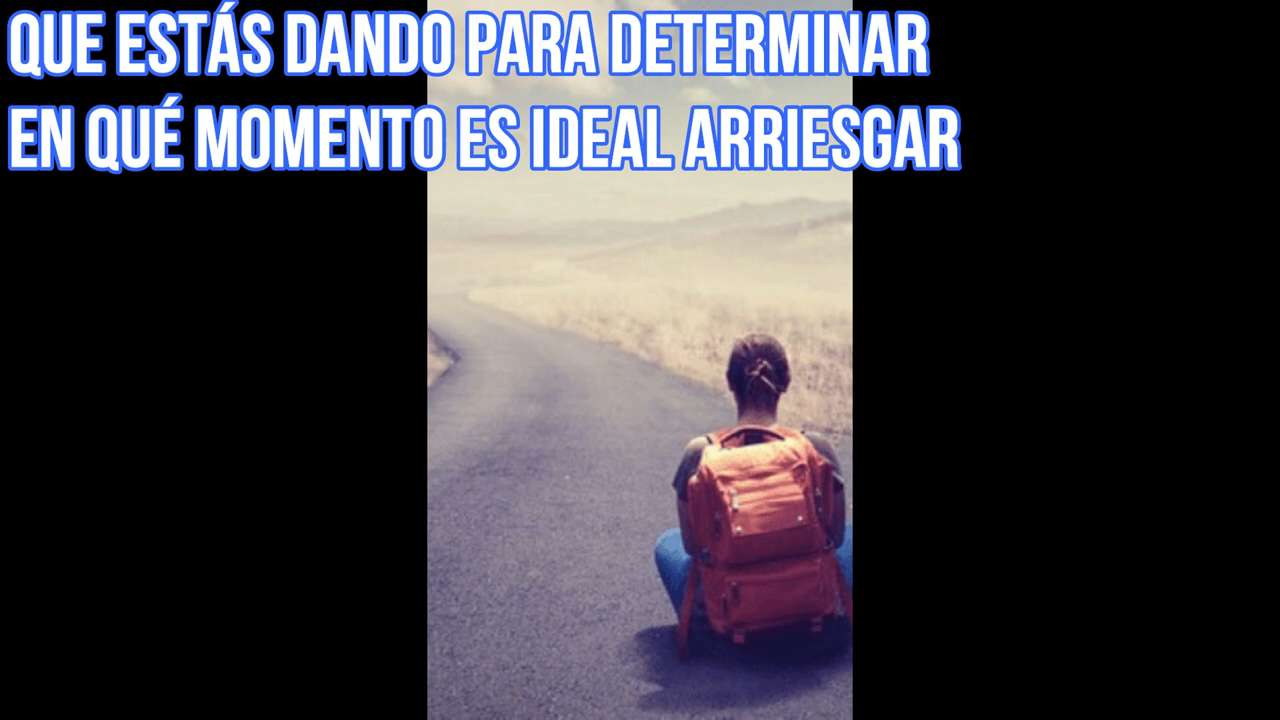 QUE ESTÁS DANDO PARA DETERMINAR
EN QUÉ MOMENTO ES IDEAL ARRIESGAR